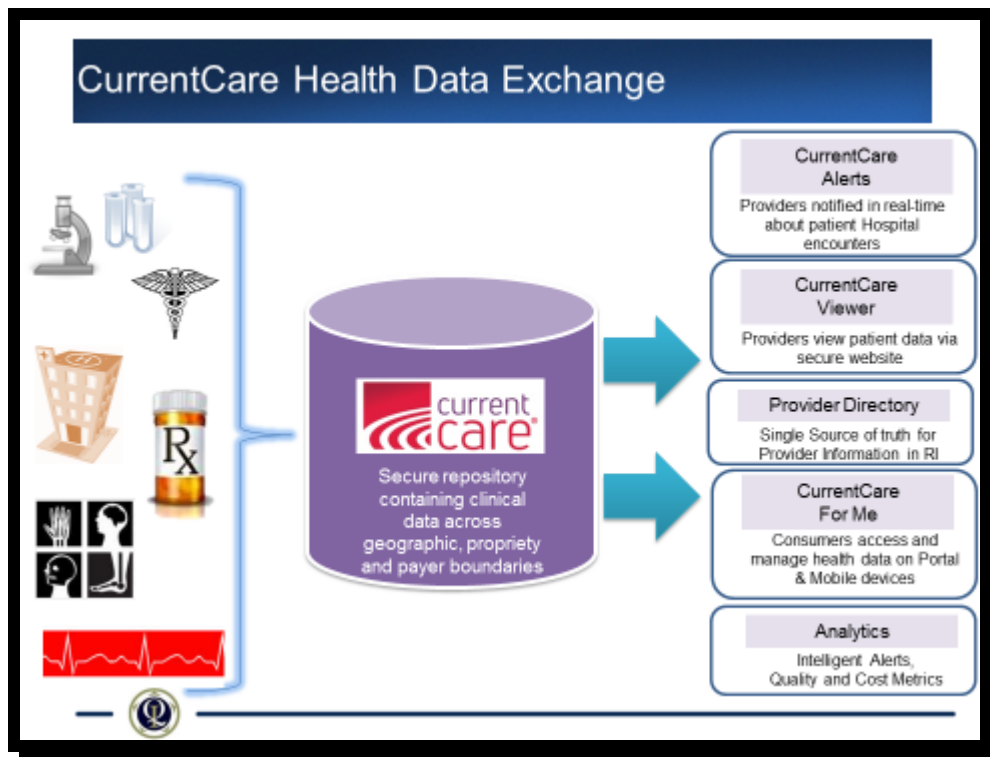 CurrentCare Health Data Exchange
Rx
current
care®
Secure repository
containing clinical
data across
geographic, propriety
and payer boundaries
CurrentCare
Alerts
Providers notified in real-time
about patient Hospital
encounters
CurrentCare
Viewer
Providers view patient data via
secure website
Provider Directory
Single Source of truth for
Provider Information in RI
CurrentCare
For Me
Consumers access and
manage health data on Portal
& Mobile devices
Analytics
Intelligent Alerts,
Quality and Cost Metrics